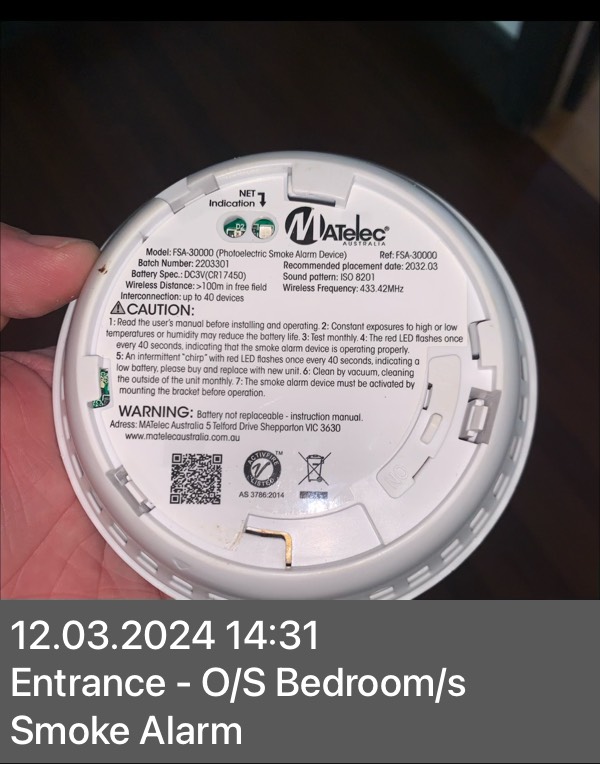 NET
Indication
D2
MATelec®
AUSTRALIA
Model: FSA-30000 (Photoelectric Smoke Alarm Device) Ref: FSA-30000
Batch Number: 2203301 Recommended placement date: 2032.03
Battery Spec.: DC3V(CR17450) Sound pattern: ISO 8201
Wireless Distance: >100m in free field Wireless Frequency: 433.42MHz
Interconnection: up to 40 devices
CAUTION:
1: Read the user's manual before installing and operating. 2: Constant exposures to high or low
temperatures or humidity may reduce the battery life. 3: Test monthly. 4: The red LED flashes once
every 40 seconds, indicating that the smoke alarm device is operating properly.
5: An intermittent "chirp" with red LED flashes once every 40 seconds, indicating a
low battery, please buy and replace with new unit. 6: Clean by vacuum, cleaning
the outside of the unit monthly. 7: The smoke alarm device must be activated by
mounting the bracket before operation.
WARNING: Battery not replaceable - instruction manual.
Adress: MATelec Australia 5 Telford Drive Shepparton VIC 3630
www.matelecaustralia.com.au
ACTIVFIRE
LISTED
TM
AS 3786:2014
12.03.2024 14:31
Entrance - O/S Bedroom/s
Smoke Alarm